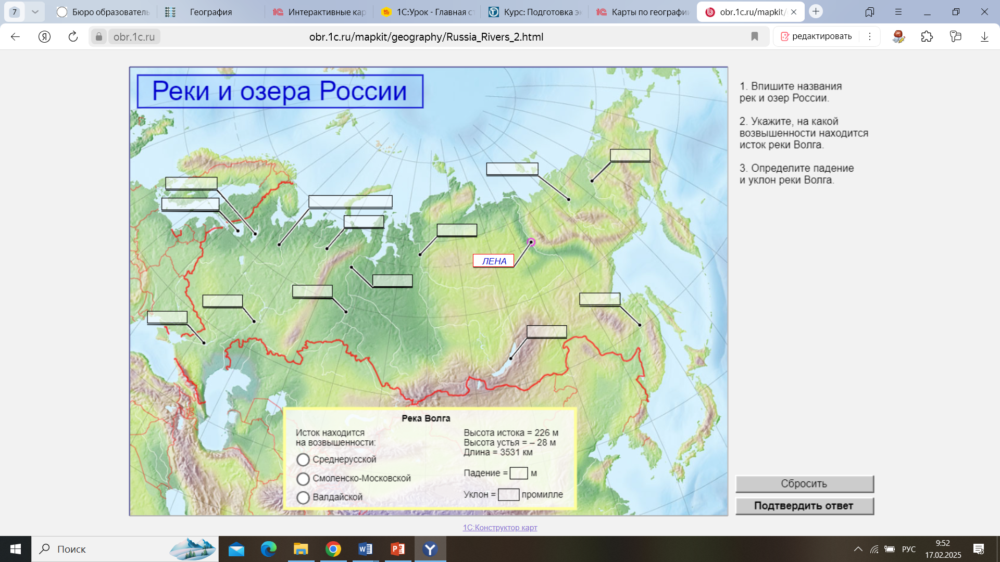 7
Бюро образователь
География
Интерактивные кар
1С:Урок - Главная ст
Курс: Подготовка эк
Карты по географии
obr.1c.ru/mapkit/
obr.1c.ru
obr.1c.ru/mapkit/geography/Russia_Rivers_2.html
редактировать
Реки и озера России
1. Впишите названия
рек и озер России.
2. Укажите, на какой
возвышенности находится
исток реки Волга.
3. Определите падение
и уклон реки Волга.
ЛЕНА
Река Волга
Исток находится
на возвышенности:
Среднерусской
Смоленско-Московской
Валдайской
Высота истока = 226 м
Высота устья = – 28 м
Длина = 3531 км
Падение = м
Уклон = промилле
Сбросить
Подтвердить ответ
1С:Конструктор карт
Поиск
РУС
9:52
17.02.2025